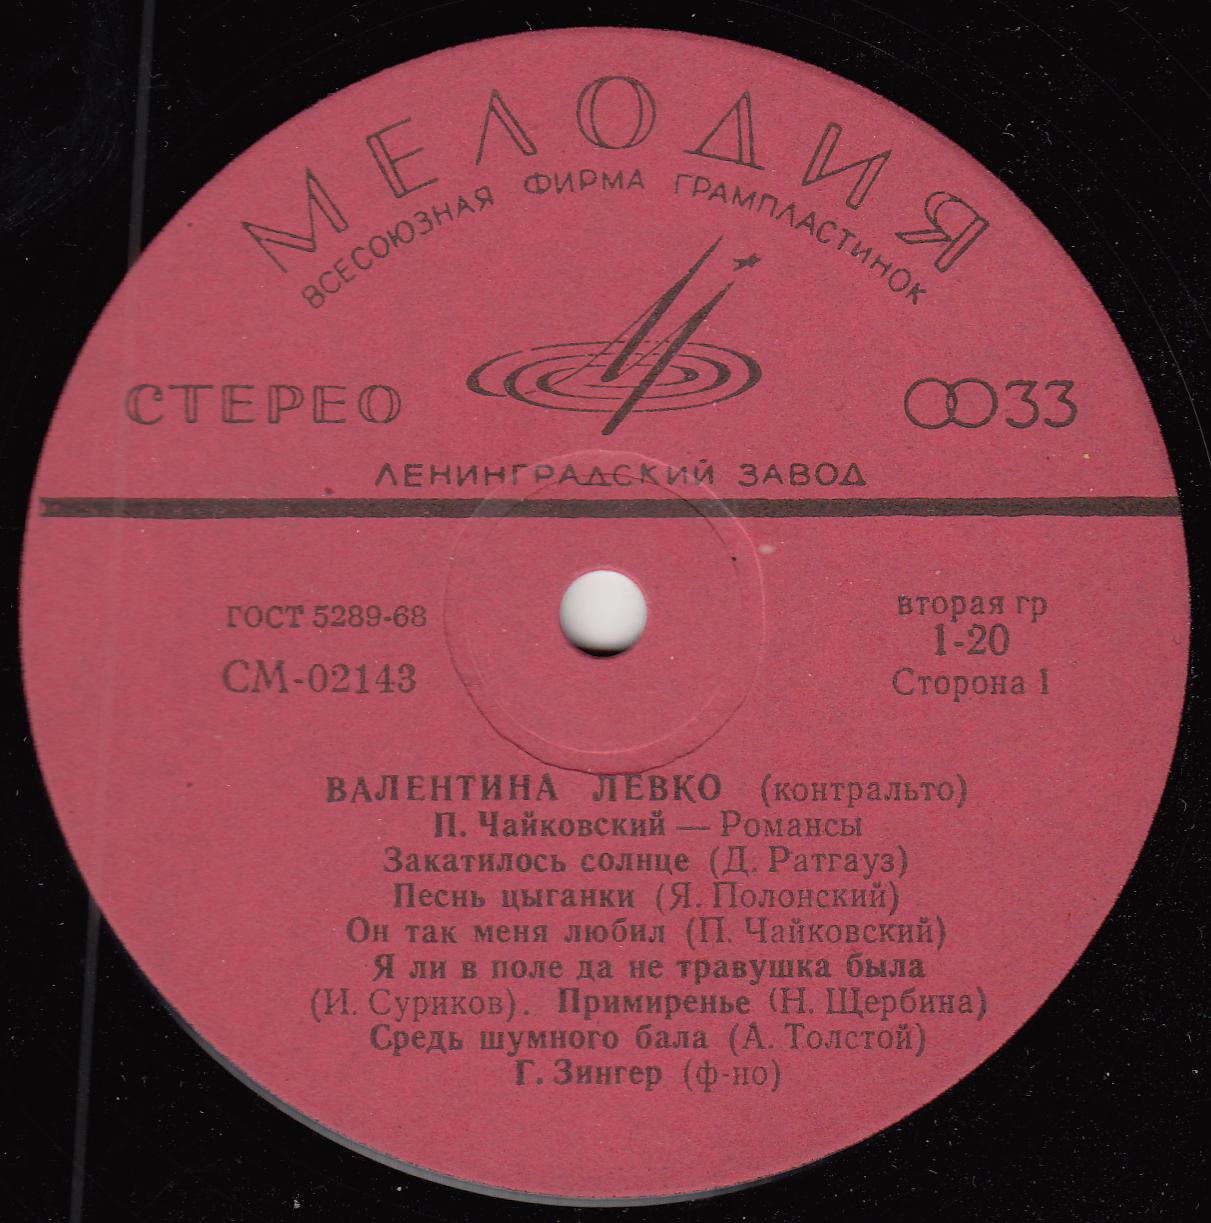 МЕЛОДИЯ
ВСЕСОЮЗНАЯ ФИРМА ГРАМПЛАСТИНОК
СТЕРЕО
33
ЛЕНИНГРАДСКИЙ ЗАВОД
ГОСТ 5289-68
СМ-02143
вторая гр
1-20
Сторона 1
ВАЛЕНТИНА ЛЕВКО (контральто)
П. Чайковский — Романсы
Закатилось солнце (Д. Ратгауз)
Песнь цыганки (Я. Полонский)
Он так меня любил (П. Чайковский)
Я ли в поле да не травушка была
(И. Суриков). Примиренье (Н. Щербина)
Средь шумного бала (А. Толстой)
Г. Зингер (ф-но)